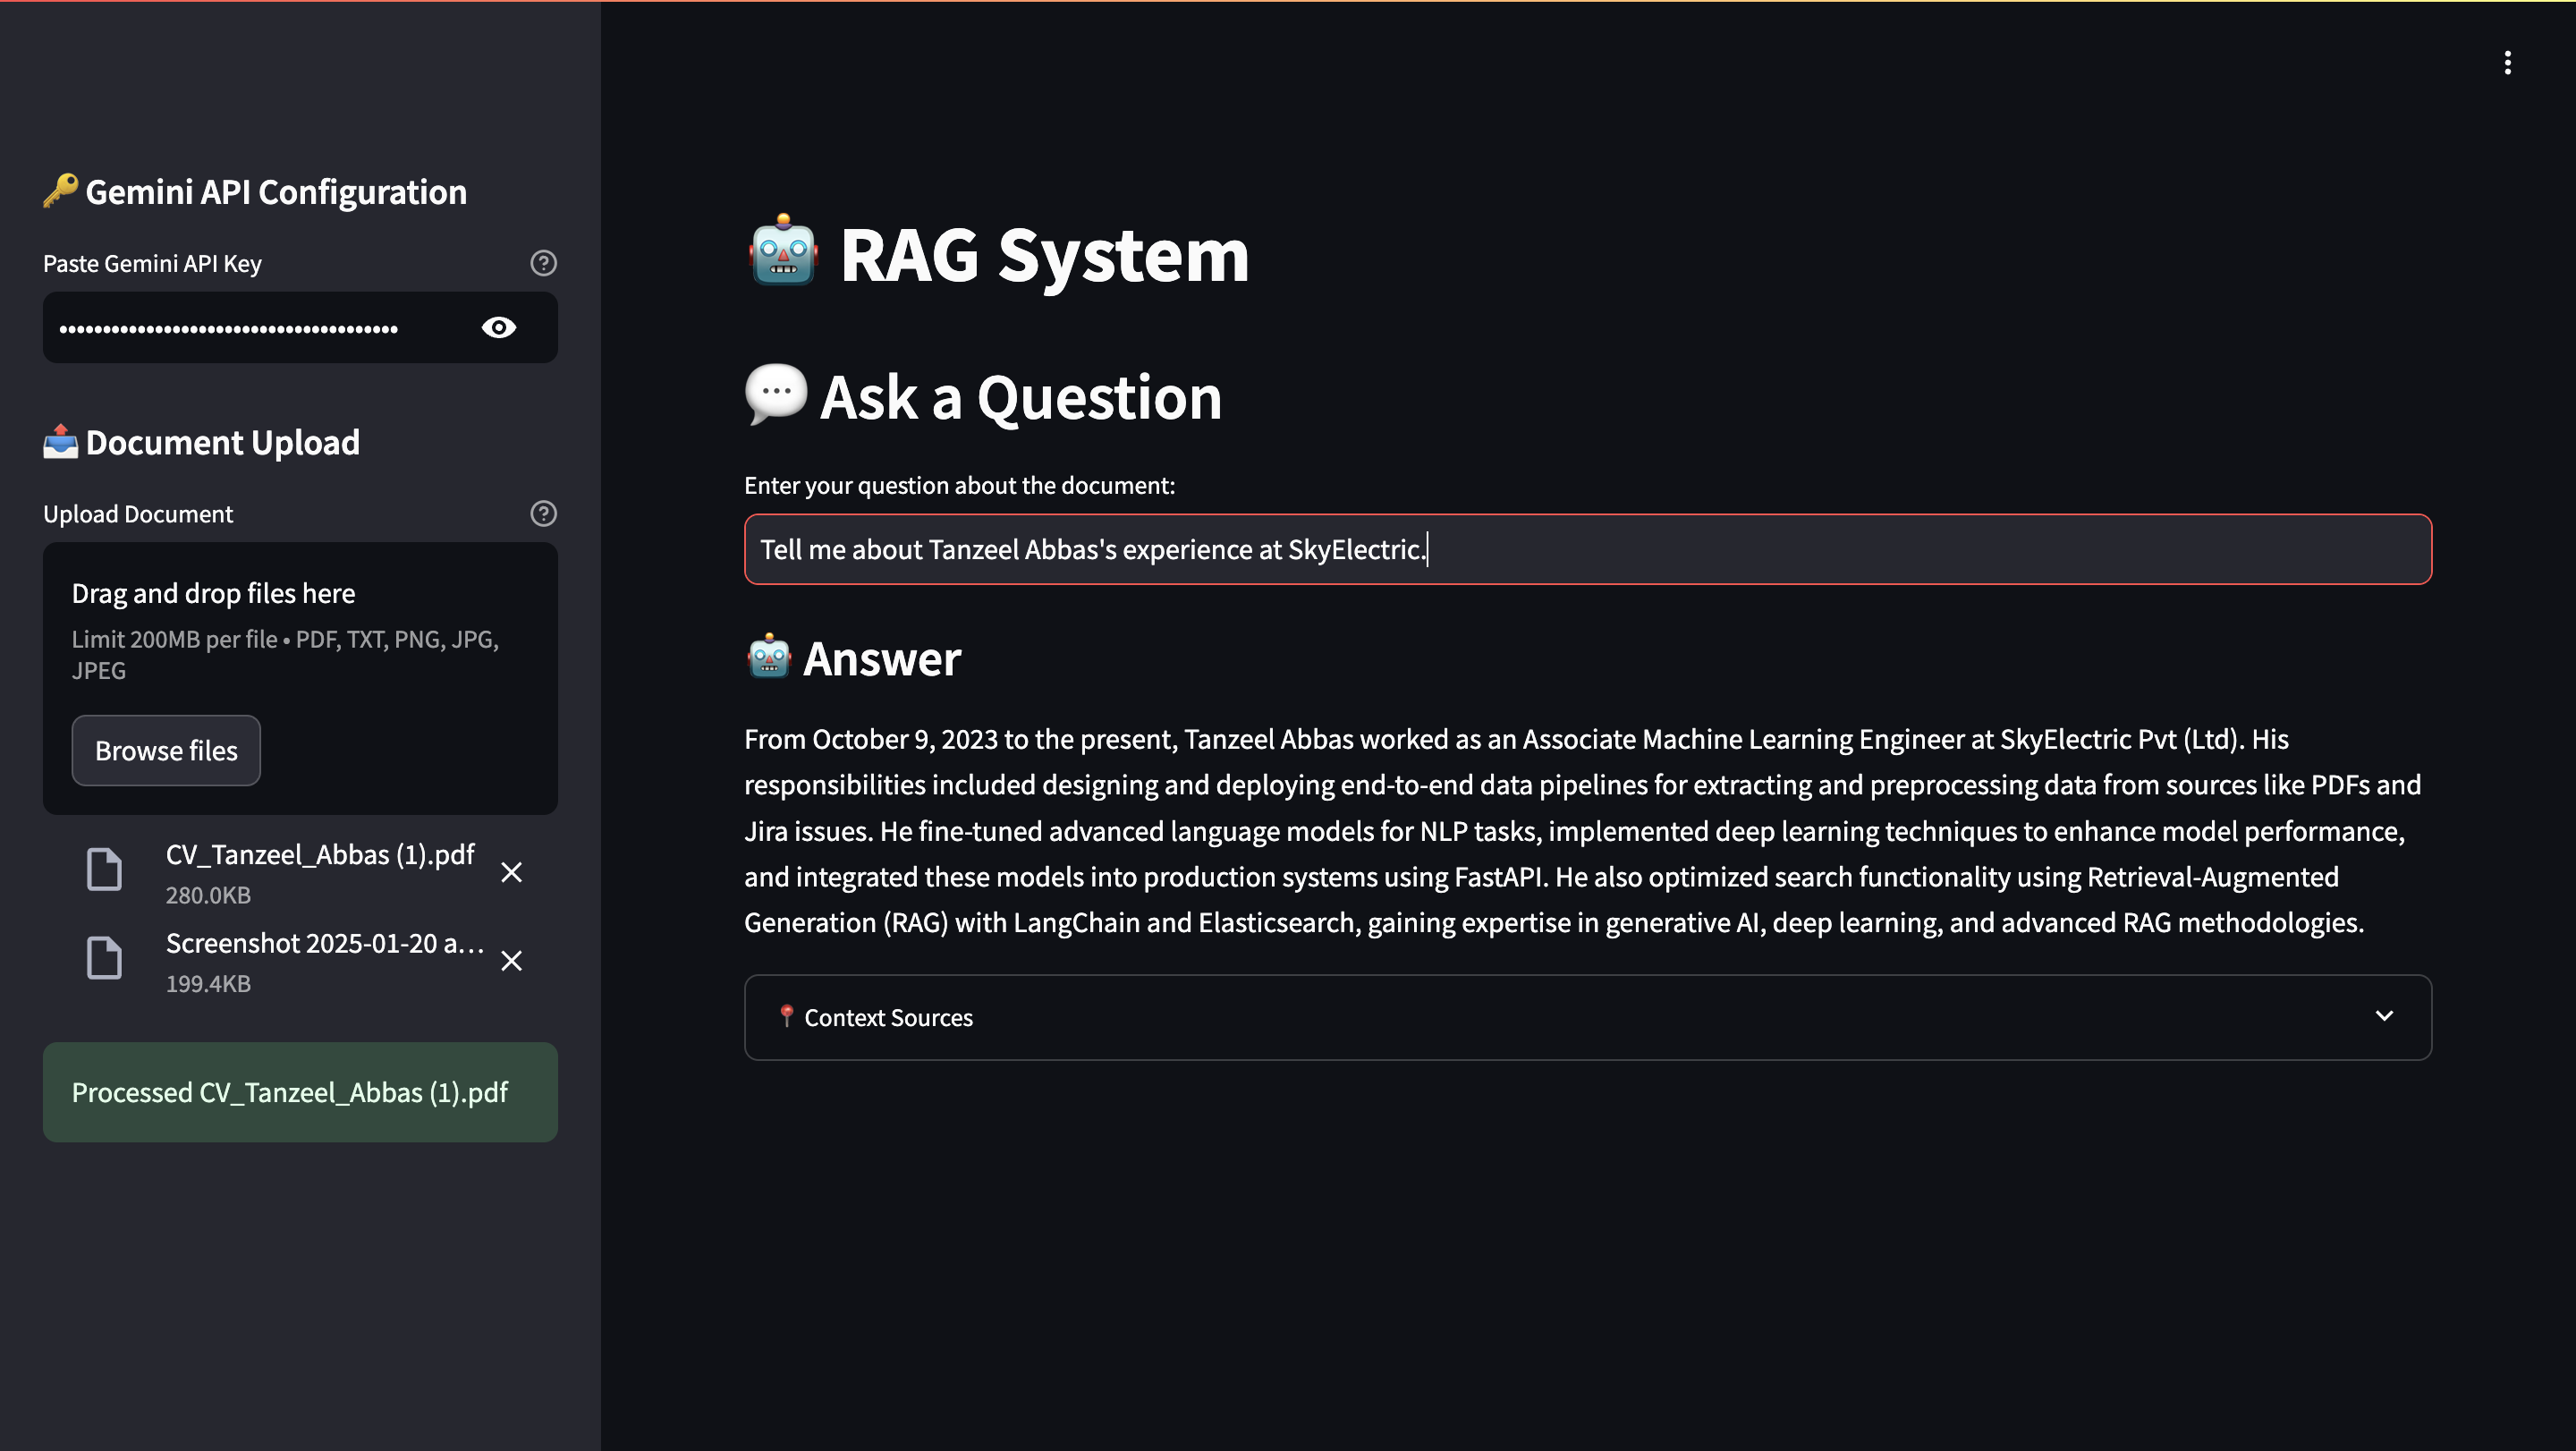 Gemini API Configuration
Paste Gemini API Key
Document Upload
Upload Document
Drag and drop files here
Limit 200MB per file • PDF, TXT, PNG, JPG,
JPEG
Browse files
CV_Tanzeel_Abbas (1).pdf
280.0KB
Screenshot 2025-01-20 a…
199.4KB
Processed CV_Tanzeel_Abbas (1).pdf
RAG System
Ask a Question
Enter your question about the document:
Tell me about Tanzeel Abbas's experience at SkyElectric.
Answer
From October 9, 2023 to the present, Tanzeel Abbas worked as an Associate Machine Learning Engineer at SkyElectric Pvt (Ltd). His
responsibilities included designing and deploying end-to-end data pipelines for extracting and preprocessing data from sources like PDFs and
Jira issues. He fine-tuned advanced language models for NLP tasks, implemented deep learning techniques to enhance model performance,
and integrated these models into production systems using FastAPI. He also optimized search functionality using Retrieval-Augmented
Generation (RAG) with LangChain and Elasticsearch, gaining expertise in generative AI, deep learning, and advanced RAG methodologies.
Context Sources